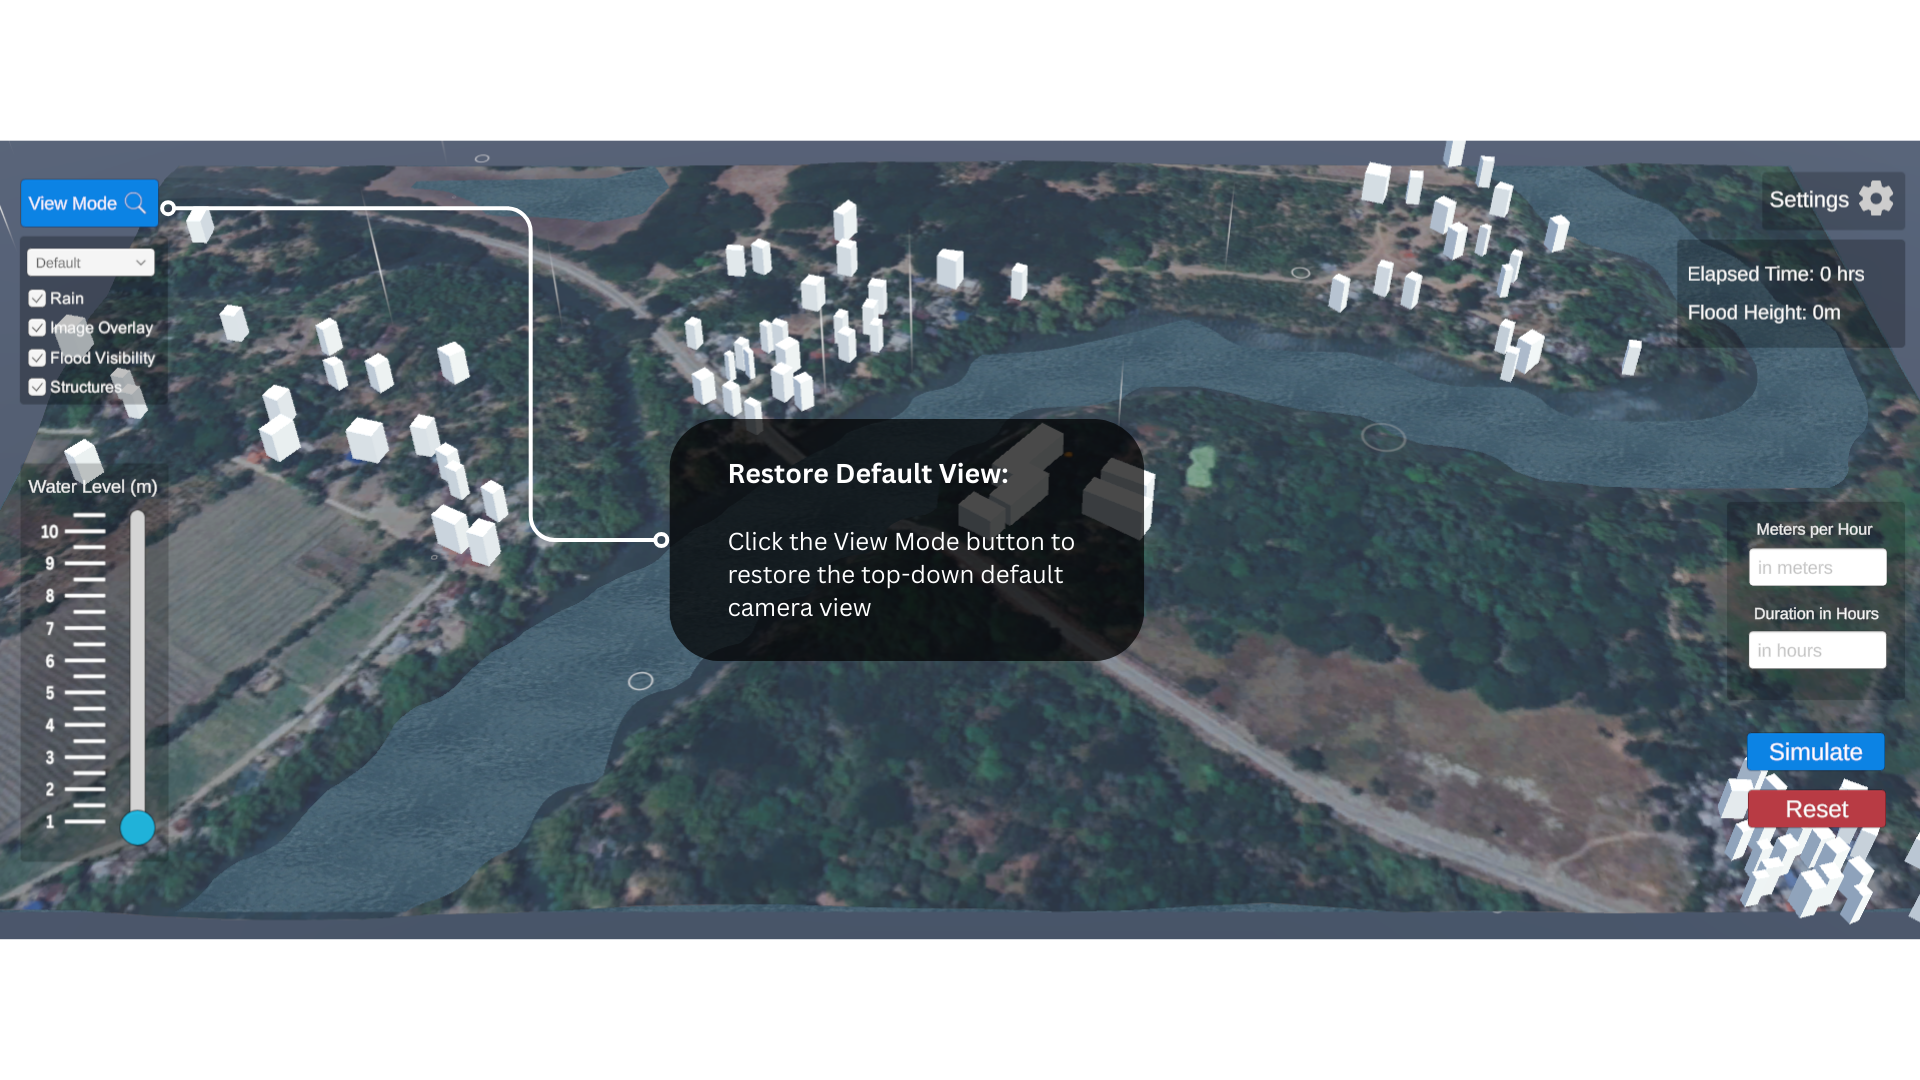 View Mode
Default
Rain
Image Overlay
Flood Visibility
Structures
Water Level (m)
10
9
8
7
6
5
4
3
2
1
Restore Default View:
Click the View Mode button to
restore the top-down default
camera view
Settings
Elapsed Time: 0 hrs
Flood Height: 0m
Meters per Hour
in meters
Duration in Hours
in hours
Simulate
Reset